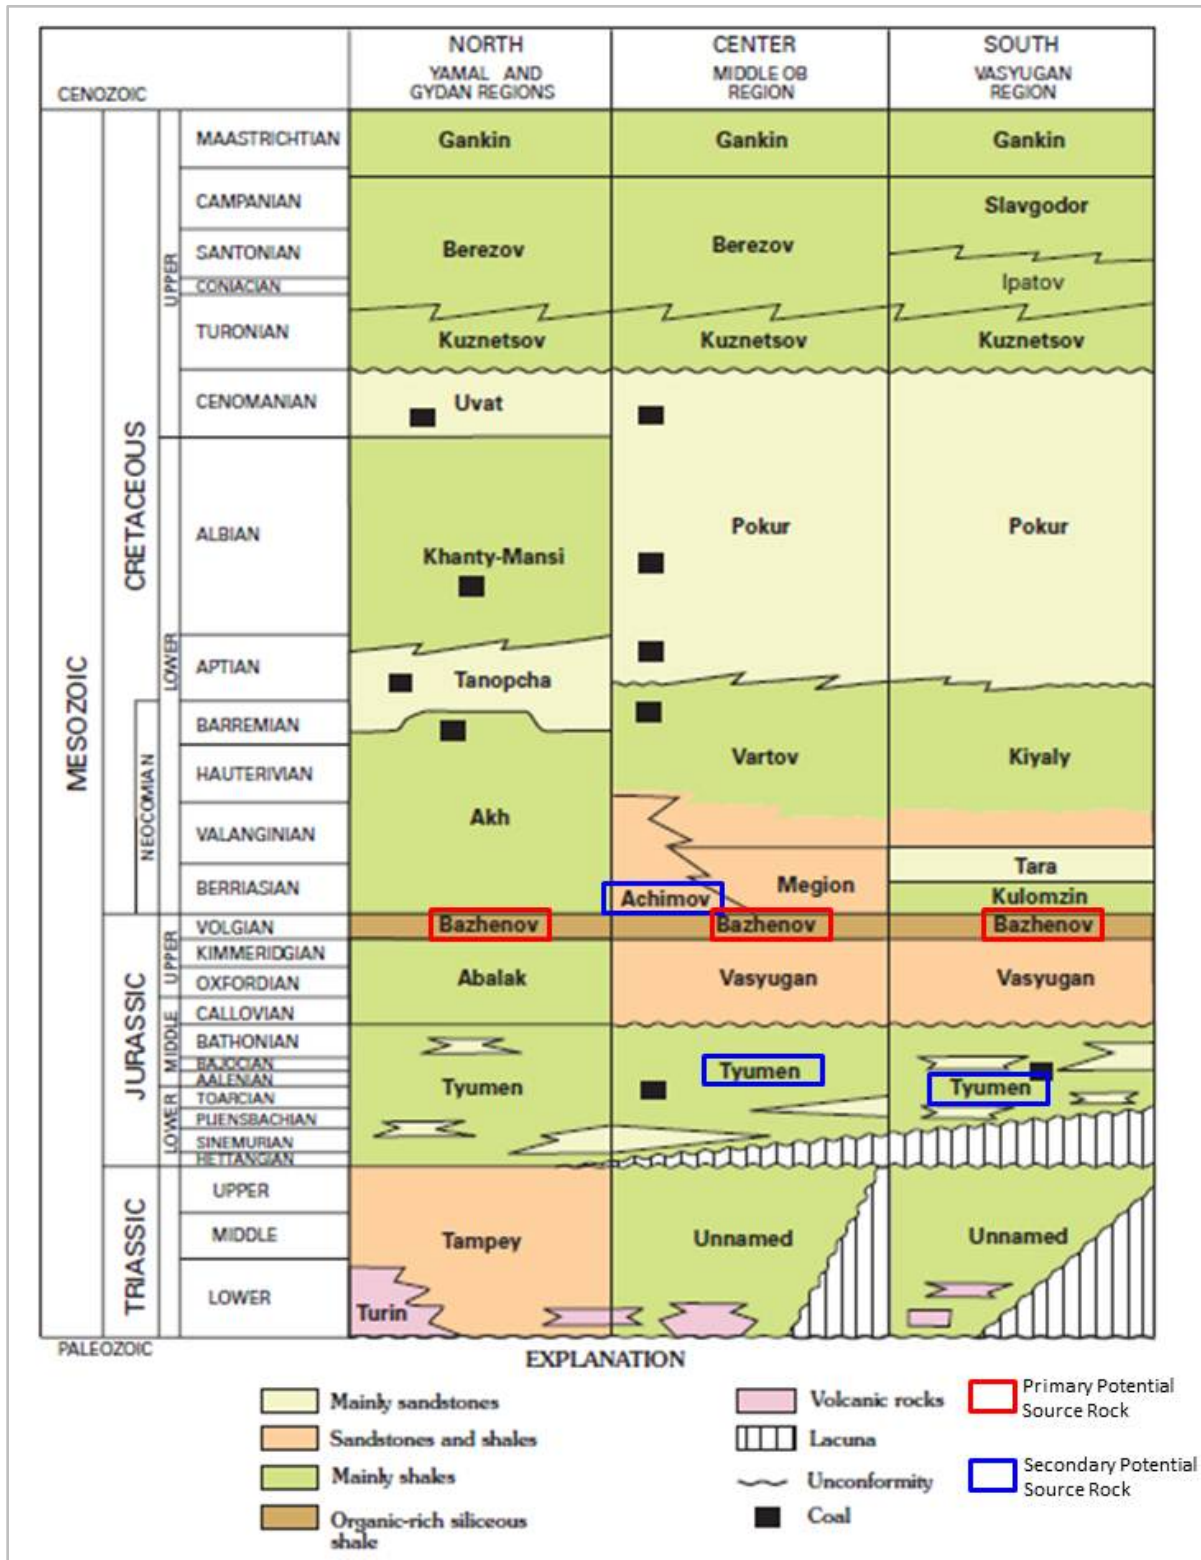 NORTH
YAMAL AND
GYDAN REGIONS
CENTER
MIDDLE OB
REGION
SOUTH
VASYUGAN
REGION
CENOZOIC
MESOZOIC
CRETACEOUS
UPPER
LOWER
NEOCOMIAN
JURASSIC
UPPER
MIDDLE
LOWER
TRIASSIC
MAASTRICHTIAN
Gankin
Gankin
Gankin
CAMPANIAN
Slavgodor
SANTONIAN
Berezov
Berezov
CONIACIAN
Ipatov
TURONIAN
Kuznetsov
Kuznetsov
Kuznetsov
CENOMANIAN
Uvat
ALBIAN
Khanty-Mansi
Pokur
Pokur
APTIAN
Tanopcha
BARREMIAN
HAUTERIVIAN
Vartov
Kiyaly
Akh
VALANGINIAN
Tara
BERRIASIAN
Achimov
Megion
Kulomzin
VOLGIAN
Bazhenov
Bazhenov
Bazhenov
KIMMERIDGIAN
OXFORDIAN
Abalak
Vasyugan
Vasyugan
CALLOVIAN
BATHONIAN
BAJOCIAN
AALENIAN
TOARCIAN
Tyumen
Tyumen
Tyumen
PLIENSBACHIAN
SINEMURIAN
HETTANGIAN
UPPER
MIDDLE
Tampey
Unnamed
Unnamed
LOWER
Turin
PALEOZOIC
EXPLANATION
Mainly sandstones
Sandstones and shales
Mainly shales
Organic-rich siliceous
shale
Volcanic rocks
Lacuna
Unconformity
Coal
Primary Potential
Source Rock
Secondary Potential
Source Rock